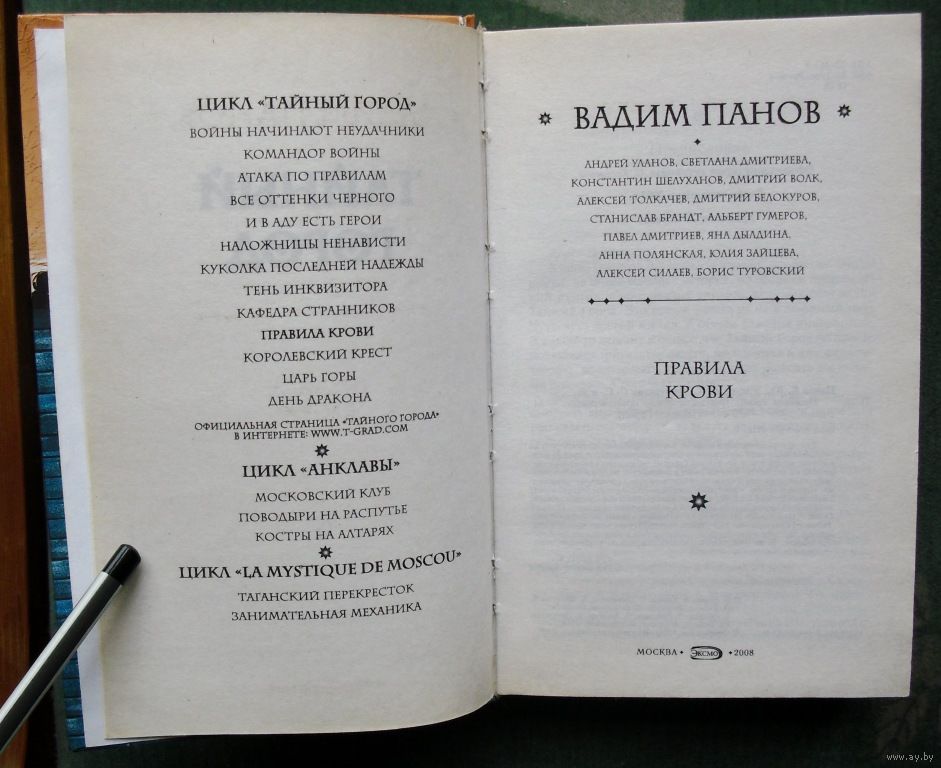 ЦИКЛ «ТАЙНЫЙ ГОРОД»
ВОЙНЫ НАЧИНАЮТ НЕУДАЧНИКИ
КОМАНДОР ВОЙНЫ
АТАКА ПО ПРАВИЛАМ
ВСЕ ОТТЕНКИ ЧЕРНОГО
И В АДУ ЕСТЬ ГЕРОИ
НАЛОЖНИЦЫ НЕНАВИСТИ
КУКОЛКА ПОСЛЕДНЕЙ НАДЕЖДЫ
ТЕНЬ ИНКВИЗИТОРА
КАФЕДРА СТРАННИКОВ
ПРАВИЛА КРОВИ
КОРОЛЕВСКИЙ КРЕСТ
ЦАРЬ ГОРЫ
ДЕНЬ ДРАКОНА
ОФИЦИАЛЬНАЯ СТРАНИЦА «ТАЙНОГО ГОРОДА»
В ИНТЕРНЕТЕ: WWW.T-GRAD.COM
ЦИКЛ «АНКЛАВЫ»
МОСКОВСКИЙ КЛУБ
ПОВОДЫРИ НА РАСПУТЬЕ
КОСТРЫ НА АЛТАРЯХ
ЦИКЛ «LA MYSTIQUE DE MOSCOU»
ТАГАНСКИЙ ПЕРЕКРЕСТОК
ЗАНИМАТЕЛЬНАЯ МЕХАНИКА
ВАДИМ ПАНОВ
АНДРЕЙ УЛАНОВ, СВЕТЛАНА ДМИТРИЕВА,
КОНСТАНТИН ШЕЛУХАНОВ, ДМИТРИЙ ВОЛК,
АЛЕКСЕЙ ТОЛКАЧЕВ, ДМИТРИЙ БЕЛОКУРОВ,
СТАНИСЛАВ БРАНДТ, АЛЬБЕРТ ГУМЕРОВ,
ПАВЕЛ ДМИТРИЕВ, ЯНА ДЫЛДИНА,
АННА ПОЛЯНСКАЯ, ЮЛИЯ ЗАЙЦЕВА,
АЛЕКСЕЙ СИЛАЕВ, БОРИС ТУРОВСКИЙ
ПРАВИЛА
КРОВИ
МОСКВА • ЭКСМО • 2008
www.ay.by